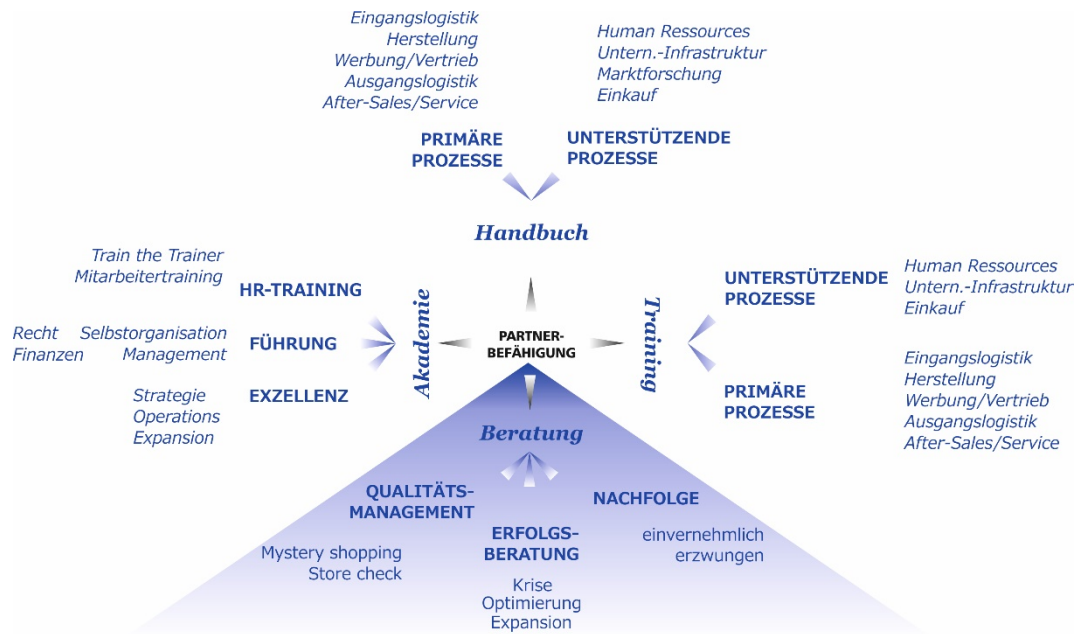 Eingangslogistik
Herstellung
Werbung/Vertrieb
Ausgangslogistik
After-Sales/Service
Human Ressources
Untern.-Infrastruktur
Marktforschung
Einkauf
PRIMÄRE
PROZESSE
UNTERSTÜTZENDE
PROZESSE
Handbuch
Train the Trainer
Mitarbeitertraining
HR-TRAINING
Recht Selbstorganisation
Finanzen Management
FÜHRUNG
Strategie
Operations
Expansion
EXZELLENZ
Akademie
PARTNER-
BEFÄHIGUNG
Training
UNTERSTÜTZENDE
PROZESSE
Human Ressources
Untern.-Infrastruktur
Einkauf
PRIMÄRE
PROZESSE
Eingangslogistik
Herstellung
Werbung/Vertrieb
Ausgangslogistik
After-Sales/Service
Beratung
QUALITÄTS-
MANAGEMENT
Mystery shopping
Store check
ERFOLGS-
BERATUNG
Krise
Optimierung
Expansion
NACHFOLGE
einvernehmlich
erzwungen